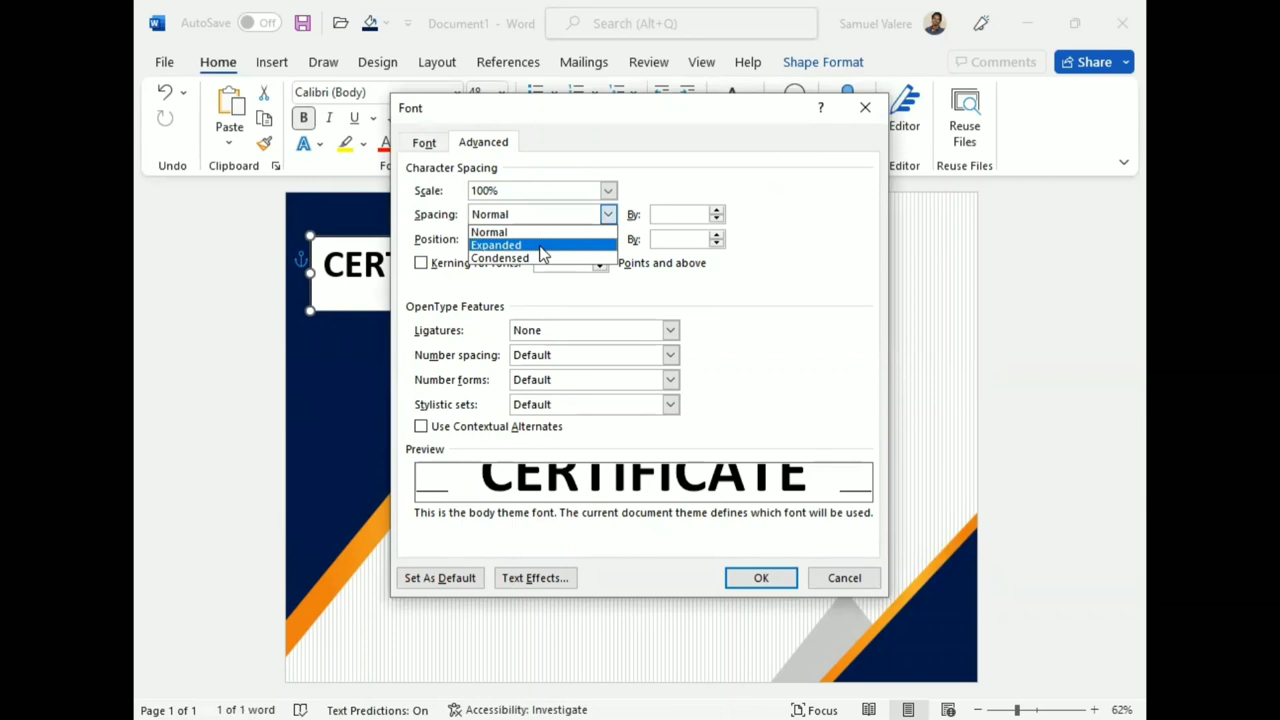 AutoSave Off Document1 - Word Search (Alt+Q) Samuel Valere
File Home Insert Draw Design Layout References Mailings Review View Help Shape Format Comments Share
Calibri (Body) 48
Paste B I U Editor Reuse Files
Undo Clipboard Editor Reuse Files
Font ?
Font Advanced
Character Spacing
Scale: 100%
Spacing: Normal By:
Normal
Position: By:
Expanded
Condensed
Kerning for fonts: Points and above
CERT
OpenType Features
Ligatures: None
Number spacing: Default
Number forms: Default
Stylistic sets: Default
Use Contextual Alternates
Preview
CERTIFICATE
This is the body theme font. The current document theme defines which font will be used.
Set As Default Text Effects... OK Cancel
Page 1 of 1 1 of 1 word Text Predictions: On Accessibility: Investigate Focus 62%